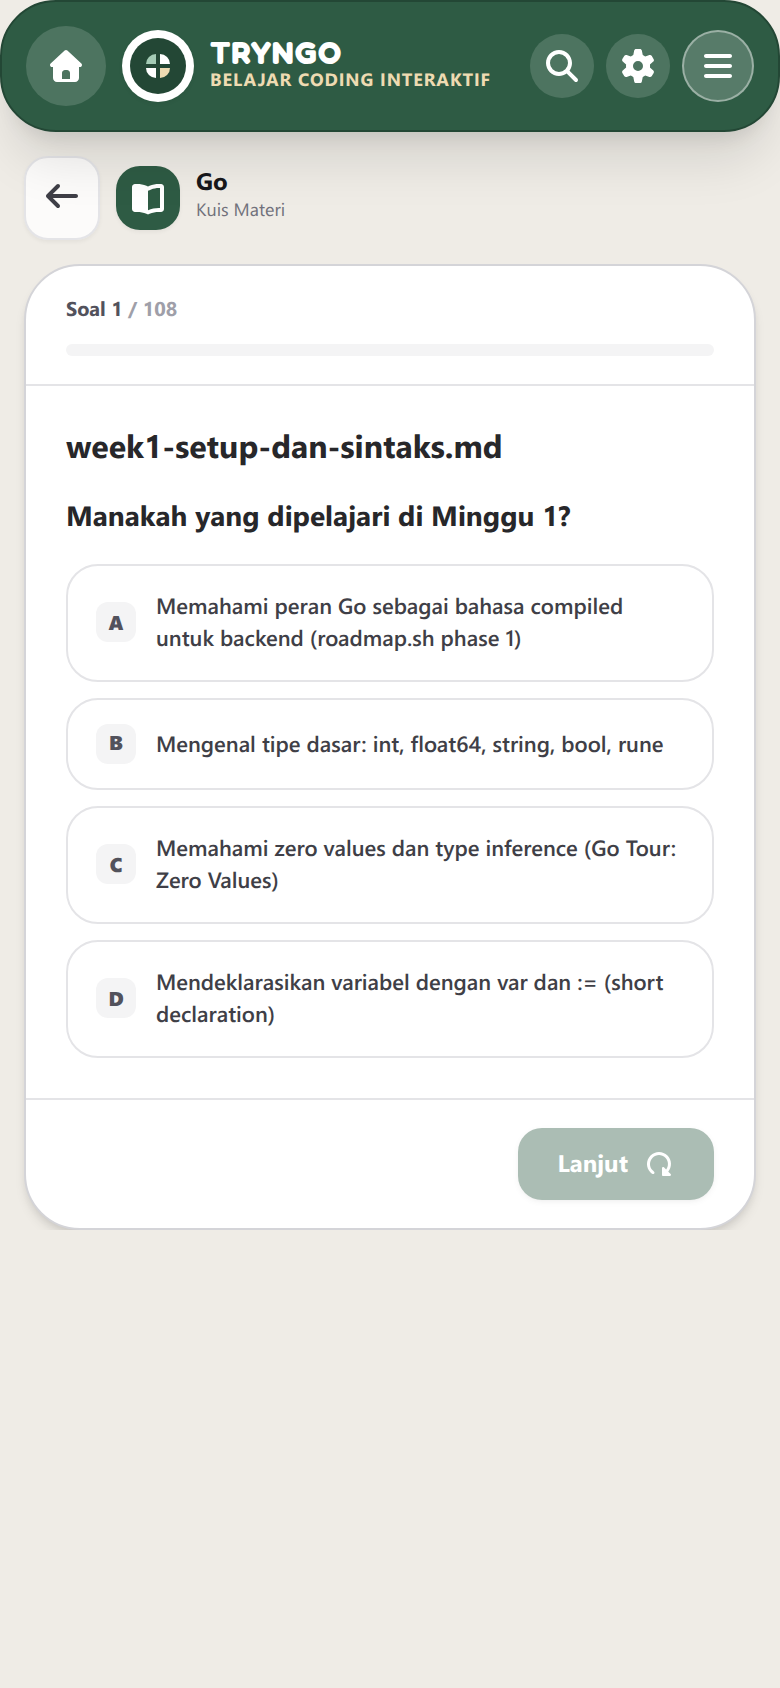 TRYNGO
BELAJAR CODING INTERAKTIF
Go
Kuis Materi
Soal 1 / 108
week1-setup-dan-sintaks.md
Manakah yang dipelajari di Minggu 1?
A
Memahami peran Go sebagai bahasa compiled
untuk backend (roadmap.sh phase 1)
B
Mengenal tipe dasar: int, float64, string, bool, rune
C
Memahami zero values dan type inference (Go Tour:
Zero Values)
D
Mendeklarasikan variabel dengan var dan := (short
declaration)
Lanjut